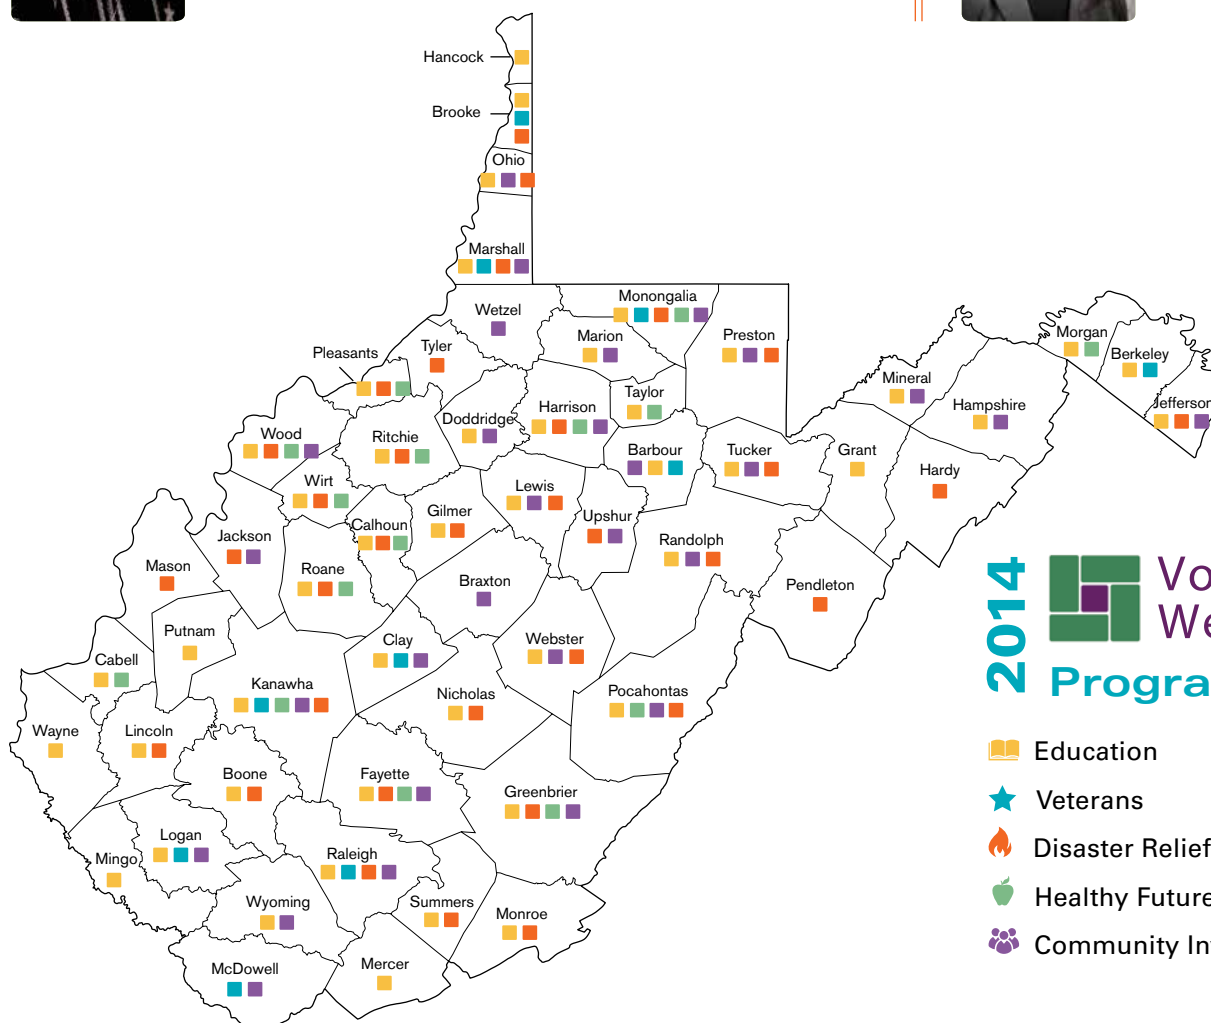 Hancock
Brooke
Ohio
Marshall
Wetzel
Monongalia
Marion
Preston
Tyler
Pleasants
Taylor
Doddridge
Harrison
Wood
Ritchie
Barbour
Tucker
Grant
Mineral
Hampshire
Hardy
Morgan
Berkeley
Jefferson
Wirt
Lewis
Gilmer
Upshur
Calhoun
Jackson
Randolph
Roane
Mason
Braxton
Pendleton
Putnam
Clay
Webster
Cabell
Kanawha
Nicholas
Pocahontas
Wayne
Lincoln
Boone
Fayette
Greenbrier
Logan
Raleigh
Mingo
Wyoming
Summers
Monroe
McDowell
Mercer
2014
Vo
We
Progra
Education
Veterans
Disaster Relief
Healthy Future
Community In